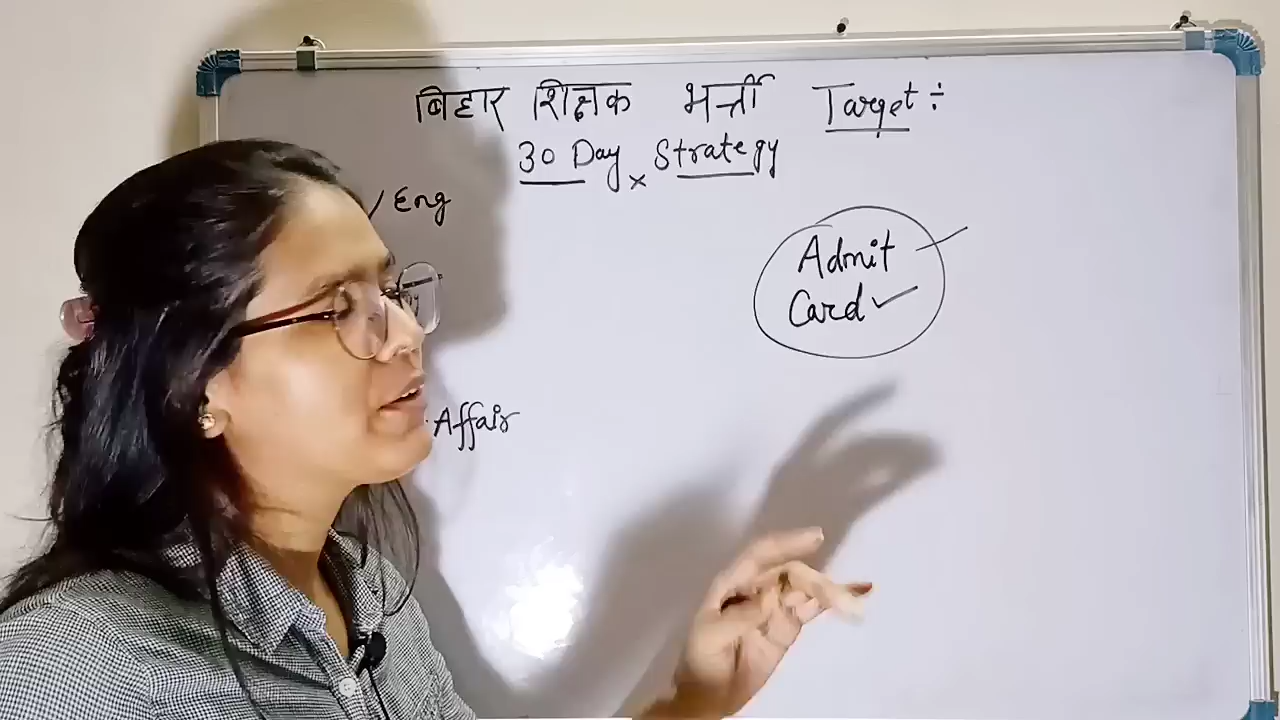 बिहार शिक्षक भर्ती Target :-
30 Day x Strategy
Eng
Admit
Card ✓
Affair